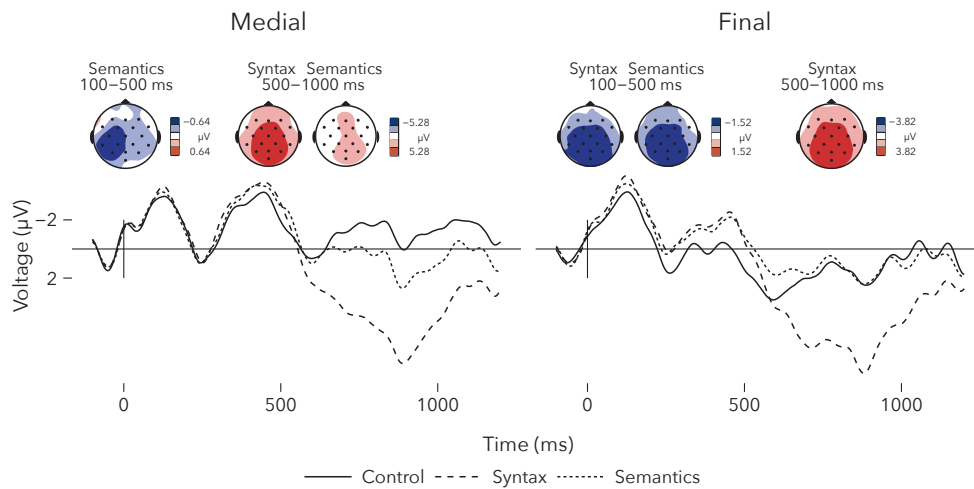 Medial
Final
Semantics
100–500 ms
Syntax Semantics
500–1000 ms
Syntax Semantics
100–500 ms
Syntax
500–1000 ms
−0.64
µV
0.64
−5.28
µV
5.28
−1.52
µV
1.52
−3.82
µV
3.82
Voltage (µV)
−2
2
0 500 1000
0 500 1000
Time (ms)
Control Syntax Semantics